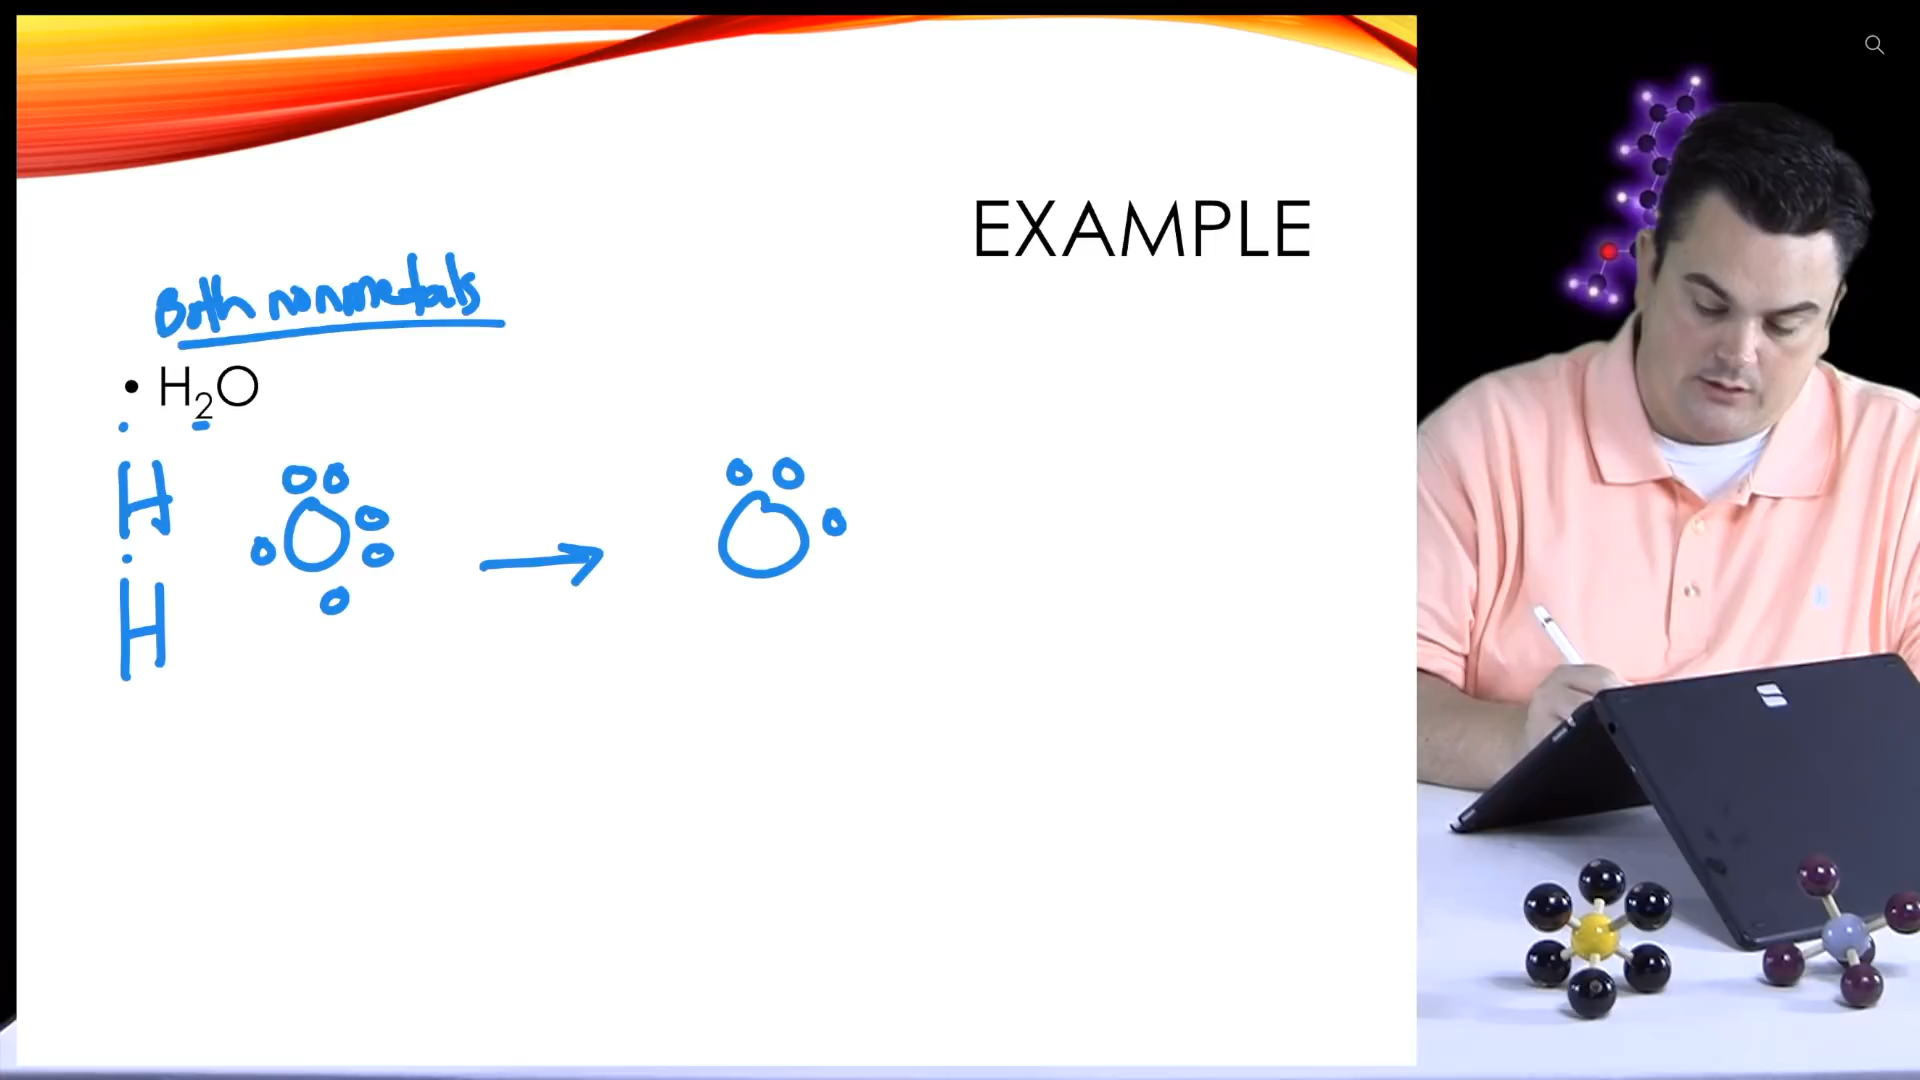 EXAMPLE
Both nonmetals
• H₂O
H
O
→
O
H